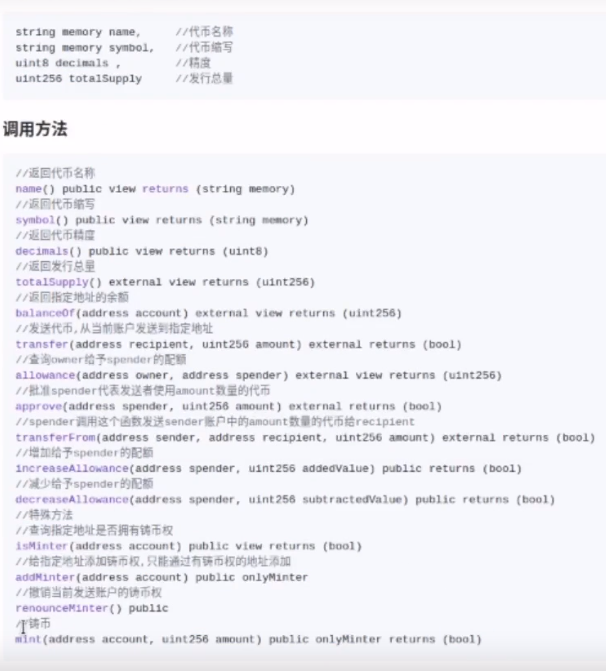 string memory name,     //代币名称
string memory symbol,   //代币缩写
uint8 decimals ,        //精度
uint256 totalSupply     //发行总量
调用方法
//返回代币名称
name() public view returns (string memory)
//返回代币缩写
symbol() public view returns (string memory)
//返回代币精度
decimals() public view returns (uint8)
//返回发行总量
totalSupply() external view returns (uint256)
//返回指定地址的余额
balanceOf(address account) external view returns (uint256)
//发送代币,从当前账户发送到指定地址
transfer(address recipient, uint256 amount) external returns (bool)
//查询owner给予spender的配额
allowance(address owner, address spender) external view returns (uint256)
//批准spender代表发送者使用amount数量的代币
approve(address spender, uint256 amount) external returns (bool)
//spender调用这个函数发送sender账户中的amount数量的代币给recipient
transferFrom(address sender, address recipient, uint256 amount) external returns (bool)
//增加给予spender的配额
increaseAllowance(address spender, uint256 addedValue) public returns (bool)
//减少给予spender的配额
decreaseAllowance(address spender, uint256 subtractedValue) public returns (bool)
//特殊方法
//查询指定地址是否拥有铸币权
isMinter(address account) public view returns (bool)
//给指定地址添加铸币权,只能通过有铸币权的地址添加
addMinter(address account) public onlyMinter
//撤销当前发送账户的铸币权
renounceMinter() public
//铸币
mint(address account, uint256 amount) public onlyMinter returns (bool)